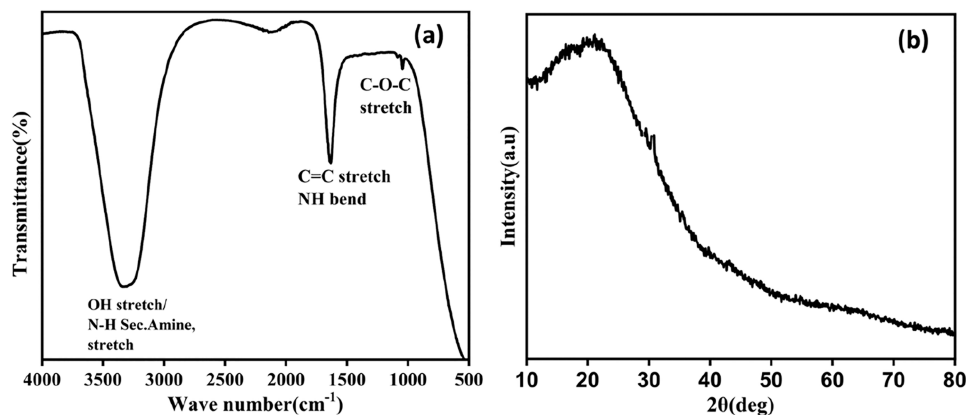 (a)
Transmittance(%)
C-O-C
stretch
C=C stretch
NH bend
OH stretch/
N-H Sec.Amine,
stretch
4000 3500 3000 2500 2000 1500 1000 500
Wave number(cm⁻¹)
(b)
Intensity(a.u)
10 20 30 40 50 60 70 80
2θ(deg)